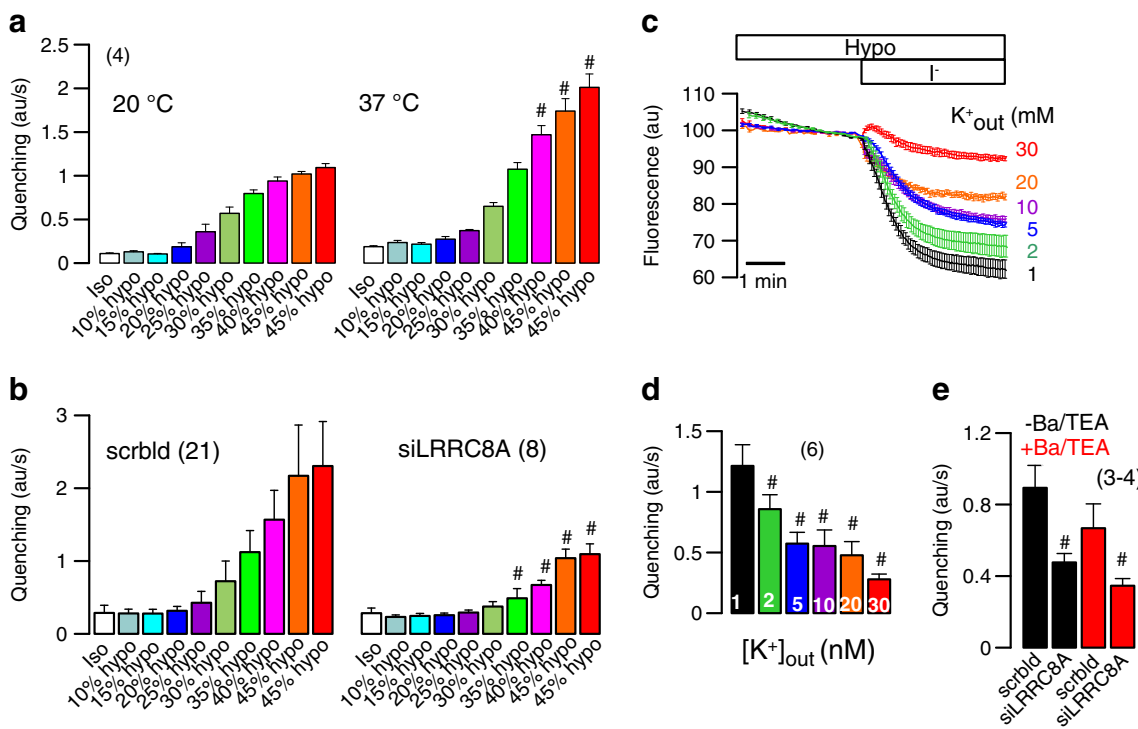 a
2.5
2
1.5
1
0.5
0
Quenching (au/s)
(4)
20 °C
37 °C
# # #
Iso
10% hypo
15% hypo
20% hypo
25% hypo
30% hypo
35% hypo
40% hypo
45% hypo
45% hypo
Iso
10% hypo
15% hypo
20% hypo
25% hypo
30% hypo
35% hypo
40% hypo
45% hypo
45% hypo
b
3
2
1
0
Quenching (au/s)
scrbld (21)
siLRRC8A (8)
# # # #
Iso
10% hypo
15% hypo
20% hypo
25% hypo
30% hypo
35% hypo
40% hypo
45% hypo
45% hypo
Iso
10% hypo
15% hypo
20% hypo
25% hypo
30% hypo
35% hypo
40% hypo
45% hypo
45% hypo
c
Hypo
I-
110
100
90
80
70
60
Fluorescence (au)
K+out (mM
30
20
10
5
2
1
1 min
d
1.5
1
0.5
0
Quenching (au/s)
(6)
# # # # #
1 2 5 10 20 30
[K+]out (nM)
e
-Ba/TEA
+Ba/TEA
(3-4)
1.2
0.8
0.4
0
Quenching (au/s)
# #
scrbld
siLRRC8A
scrbld
siLRRC8A